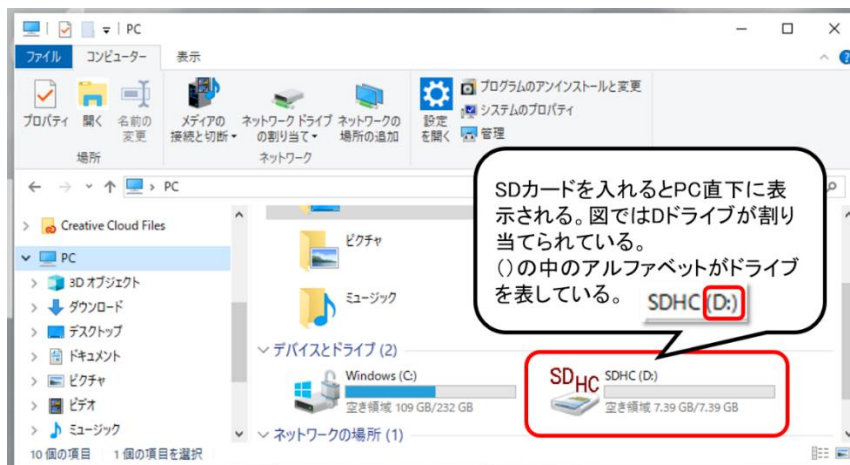 PC
ファイル コンピューター 表示
プロパティ 開く 名前の変更 メディアの接続と切断 ネットワーク ドライブの割り当て ネットワークの場所の追加 設定を開く プログラムのアンインストールと変更
システムのプロパティ
管理
場所 ネットワーク
PC
SDカードを入れるとPC直下に表
示される。図ではDドライブが割り
当てられている。
()の中のアルファベットがドライブ
を表している。 SDHC (D:)
Creative Cloud Files
PC
3D オブジェクト
ダウンロード
デスクトップ
ドキュメント
ピクチャ
ビデオ
ミュージック
ピクチャ
ミュージック
デバイスとドライブ (2)
Windows (C:)
空き領域 109 GB/232 GB
SDHC
SDHC (D:)
空き領域 7.39 GB/7.39 GB
ネットワークの場所 (1)
10 個の項目 1 個の項目を選択